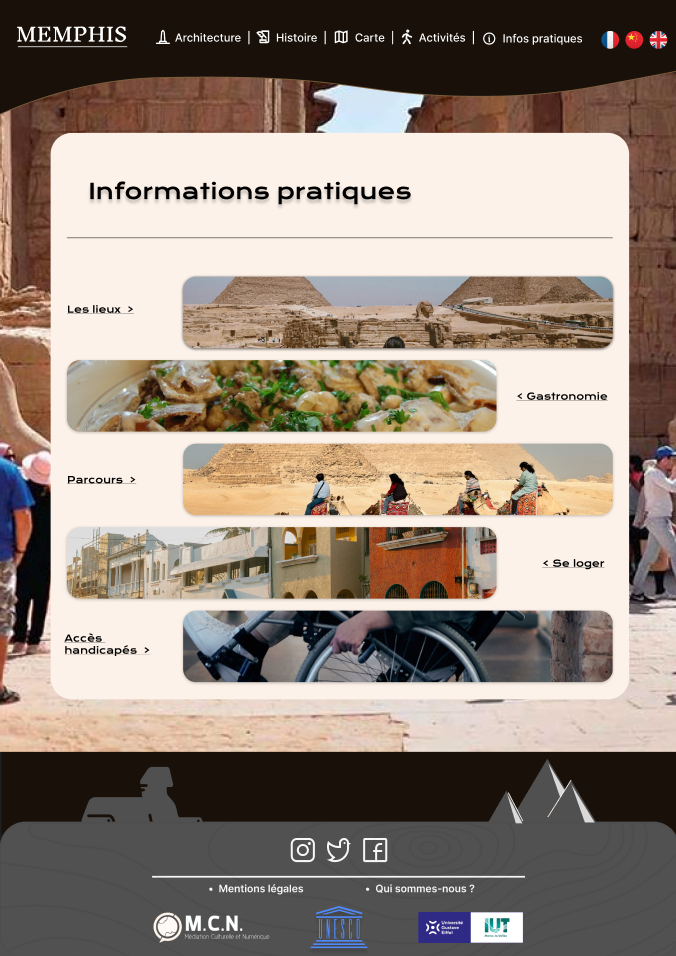 MEMPHIS
Architecture | Histoire | Carte | Activités | Infos pratiques
Informations pratiques
Les lieux >
< Gastronomie
Parcours >
< Se loger
Accès
handicapés >
• Mentions légales • Qui sommes-nous ?
M.C.N.
Médiation Culturelle et Numérique
UNESCO
Université
Gustave
Eiffel
IUT